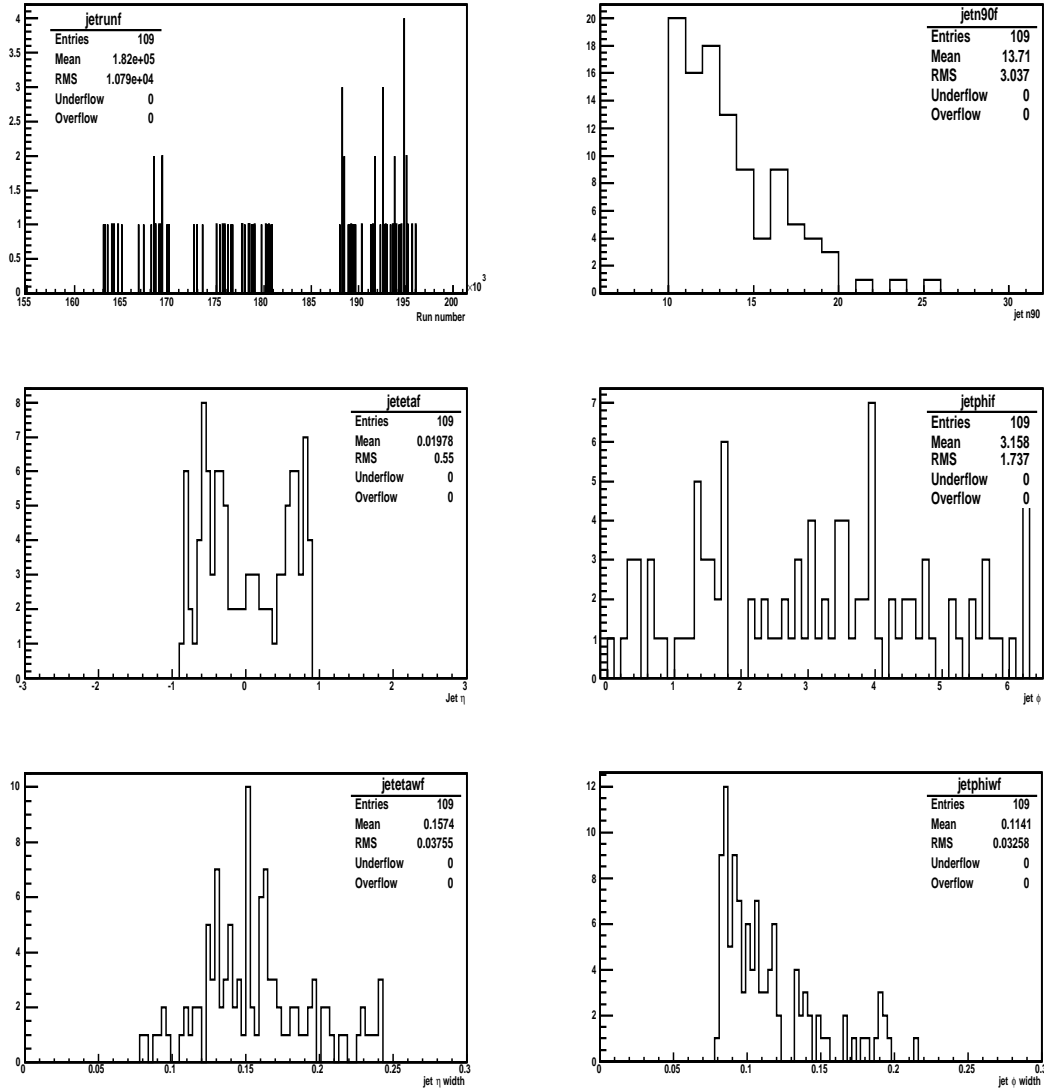 jetrunf
Entries 109
Mean 1.82e+05
RMS 1.079e+04
Underflow 0
Overflow 0
4
3.5
3
2.5
2
1.5
1
0.5
0
155 160 165 170 175 180 185 190 195 200
×10³
Run number
jetn90f
Entries 109
Mean 13.71
RMS 3.037
Underflow 0
Overflow 0
20
18
16
14
12
10
8
6
4
2
0
10 15 20 25 30
jet n90
jetetaf
Entries 109
Mean 0.01978
RMS 0.55
Underflow 0
Overflow 0
8
7
6
5
4
3
2
1
0
-3 -2 -1 0 1 2 3
Jet η
jetphif
Entries 109
Mean 3.158
RMS 1.737
Underflow 0
Overflow 0
7
6
5
4
3
2
1
0
0 1 2 3 4 5 6
jet ϕ
jetetawf
Entries 109
Mean 0.1574
RMS 0.03755
Underflow 0
Overflow 0
10
8
6
4
2
0
0 0.05 0.1 0.15 0.2 0.25 0.3
jet η width
jetphiwf
Entries 109
Mean 0.1141
RMS 0.03258
Underflow 0
Overflow 0
12
10
8
6
4
2
0
0 0.05 0.1 0.15 0.2 0.25 0.3
jet ϕ width